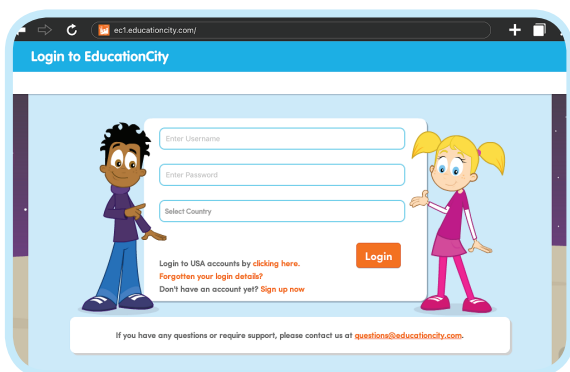 ec1.educationcity.com/
Login to EducationCity
Enter Username
Enter Password
Select Country
Login
Login to USA accounts by clicking here.
Forgotten your login details?
Don't have an account yet? Sign up now
If you have any questions or require support, please contact us at questions@educationcity.com.